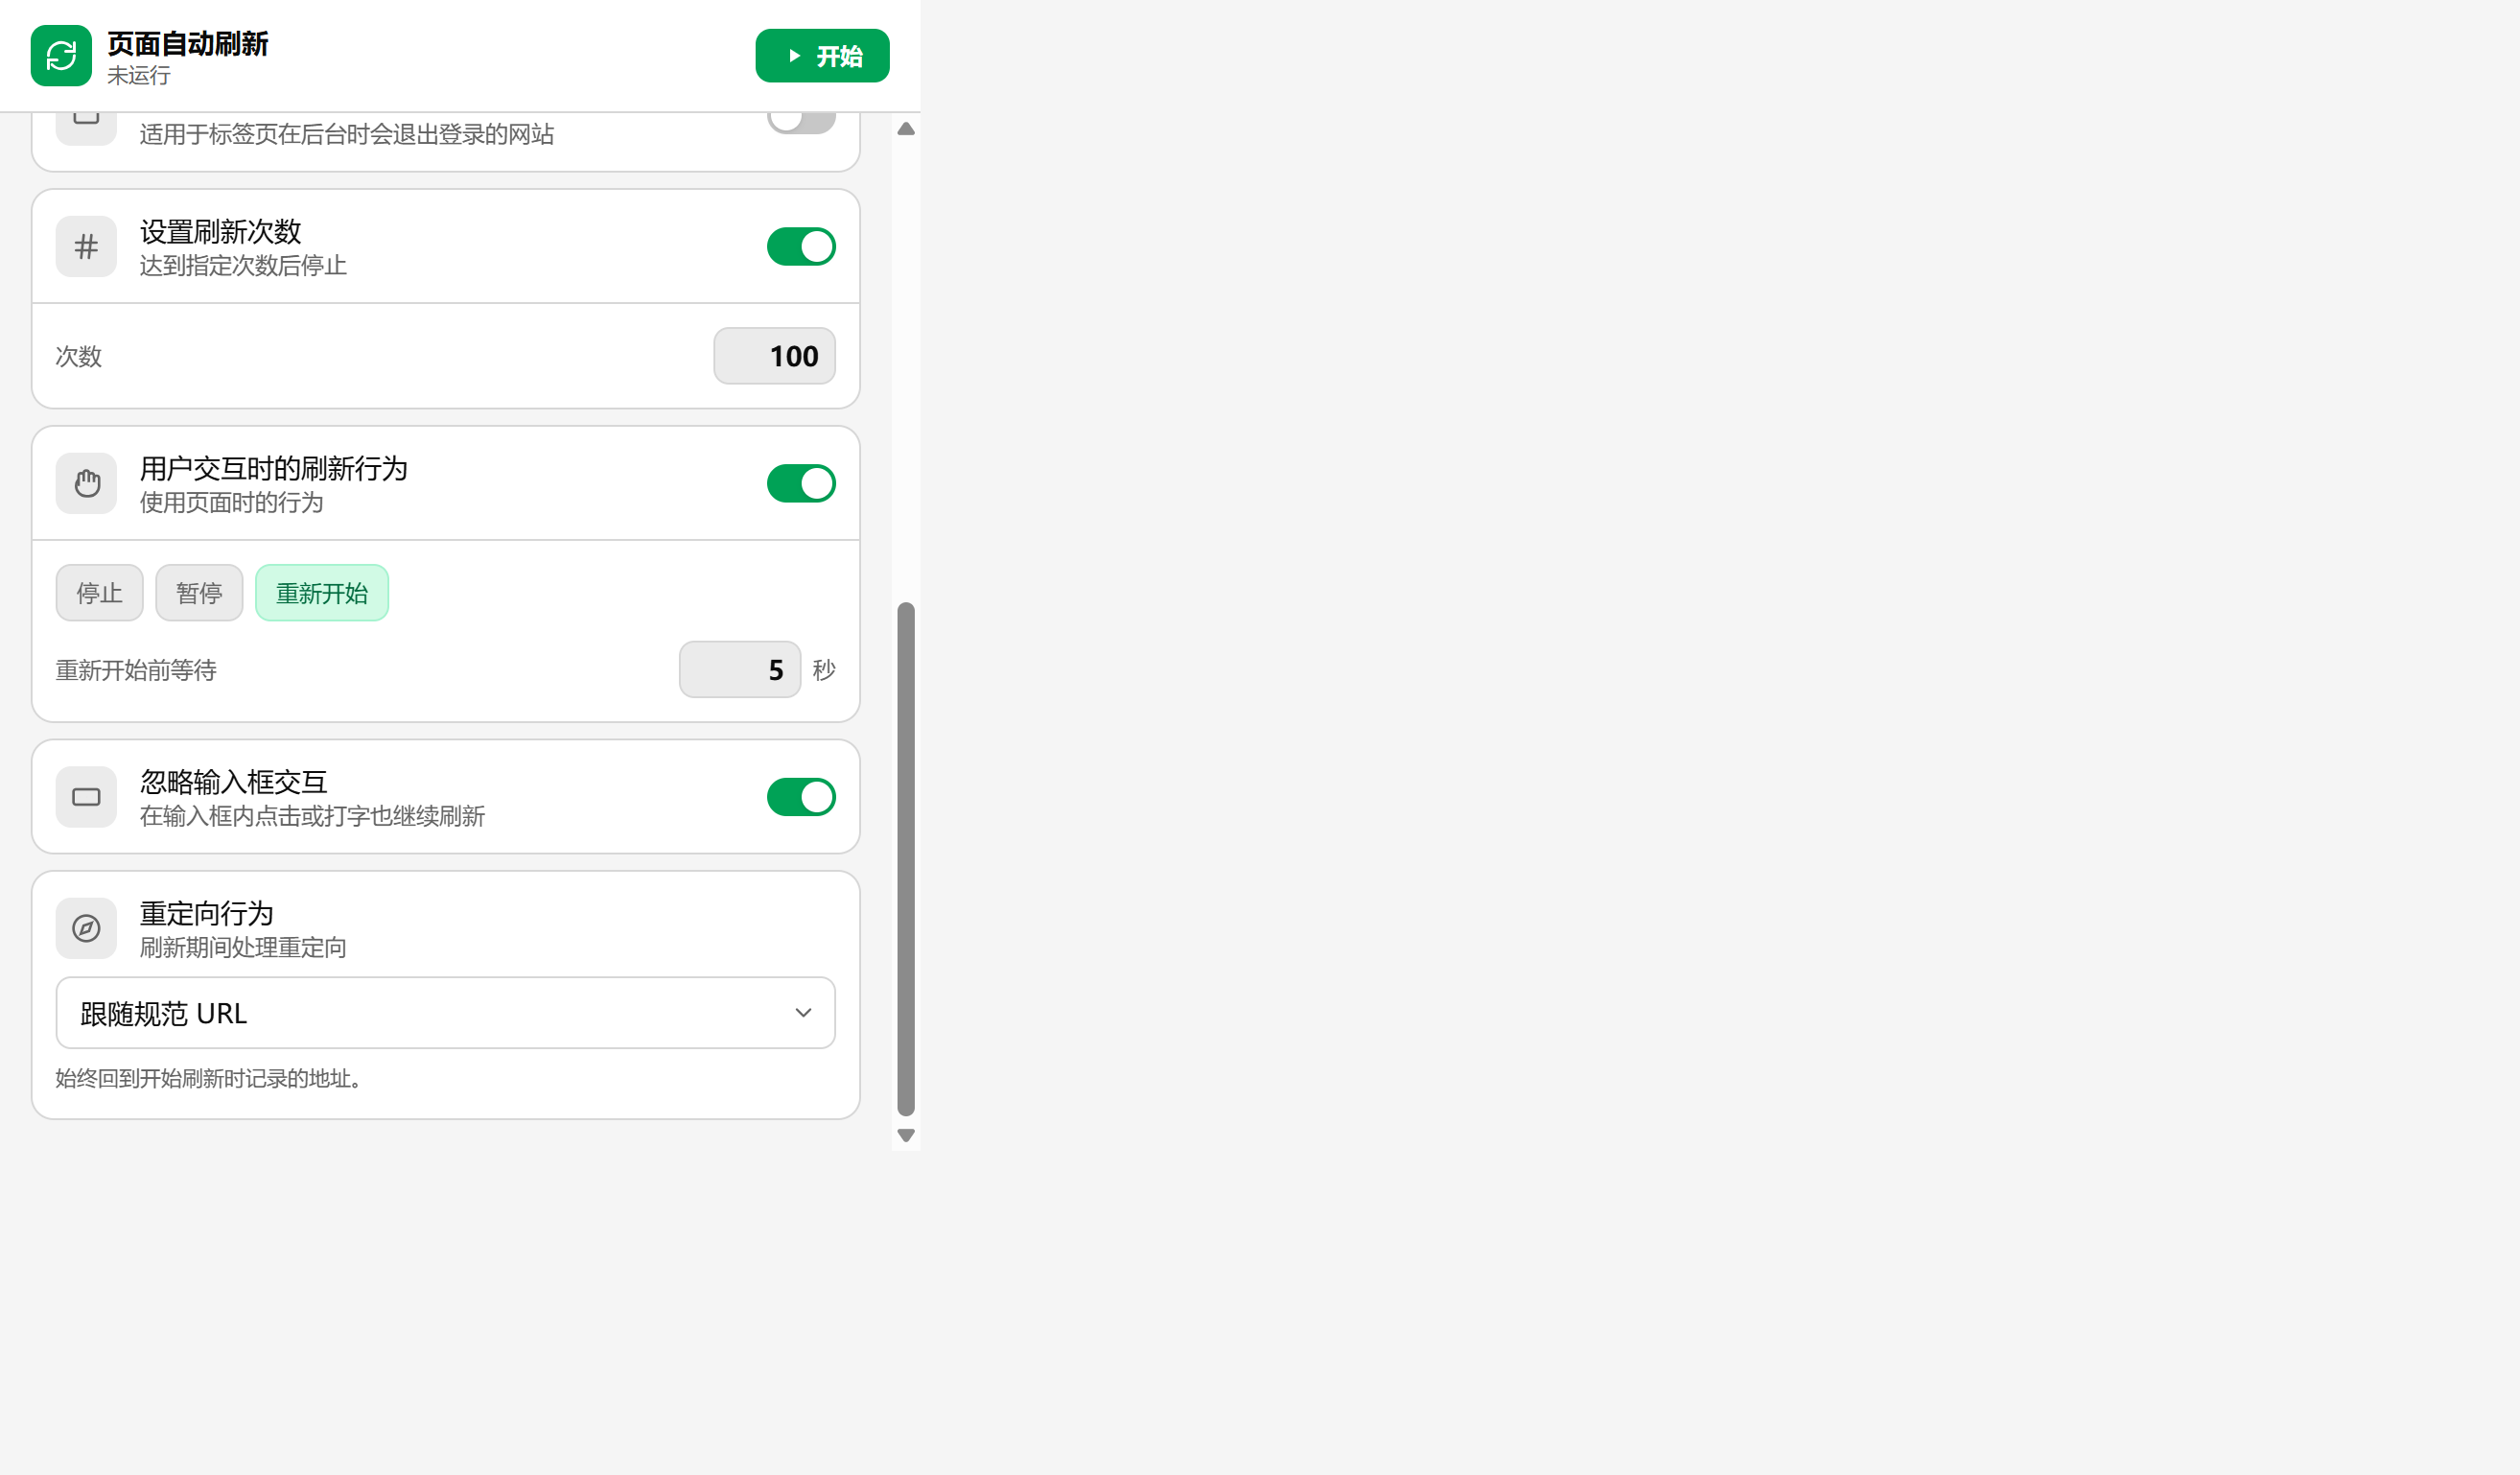 页面自动刷新
未运行
开始
适用于标签页在后台时会退出登录的网站
设置刷新次数
达到指定次数后停止
次数
100
用户交互时的刷新行为
使用页面时的行为
停止
暂停
重新开始
重新开始前等待
5 秒
忽略输入框交互
在输入框内点击或打字也继续刷新
重定向行为
刷新期间处理重定向
跟随规范 URL
始终回到开始刷新时记录的地址。